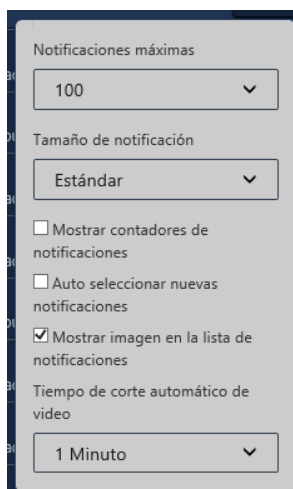 Notificaciones máximas
100
Tamaño de notificación
Estándar
Mostrar contadores de
notificaciones
Auto seleccionar nuevas
notificaciones
Mostrar imagen en la lista de
notificaciones
Tiempo de corte automático de
video
1 Minuto